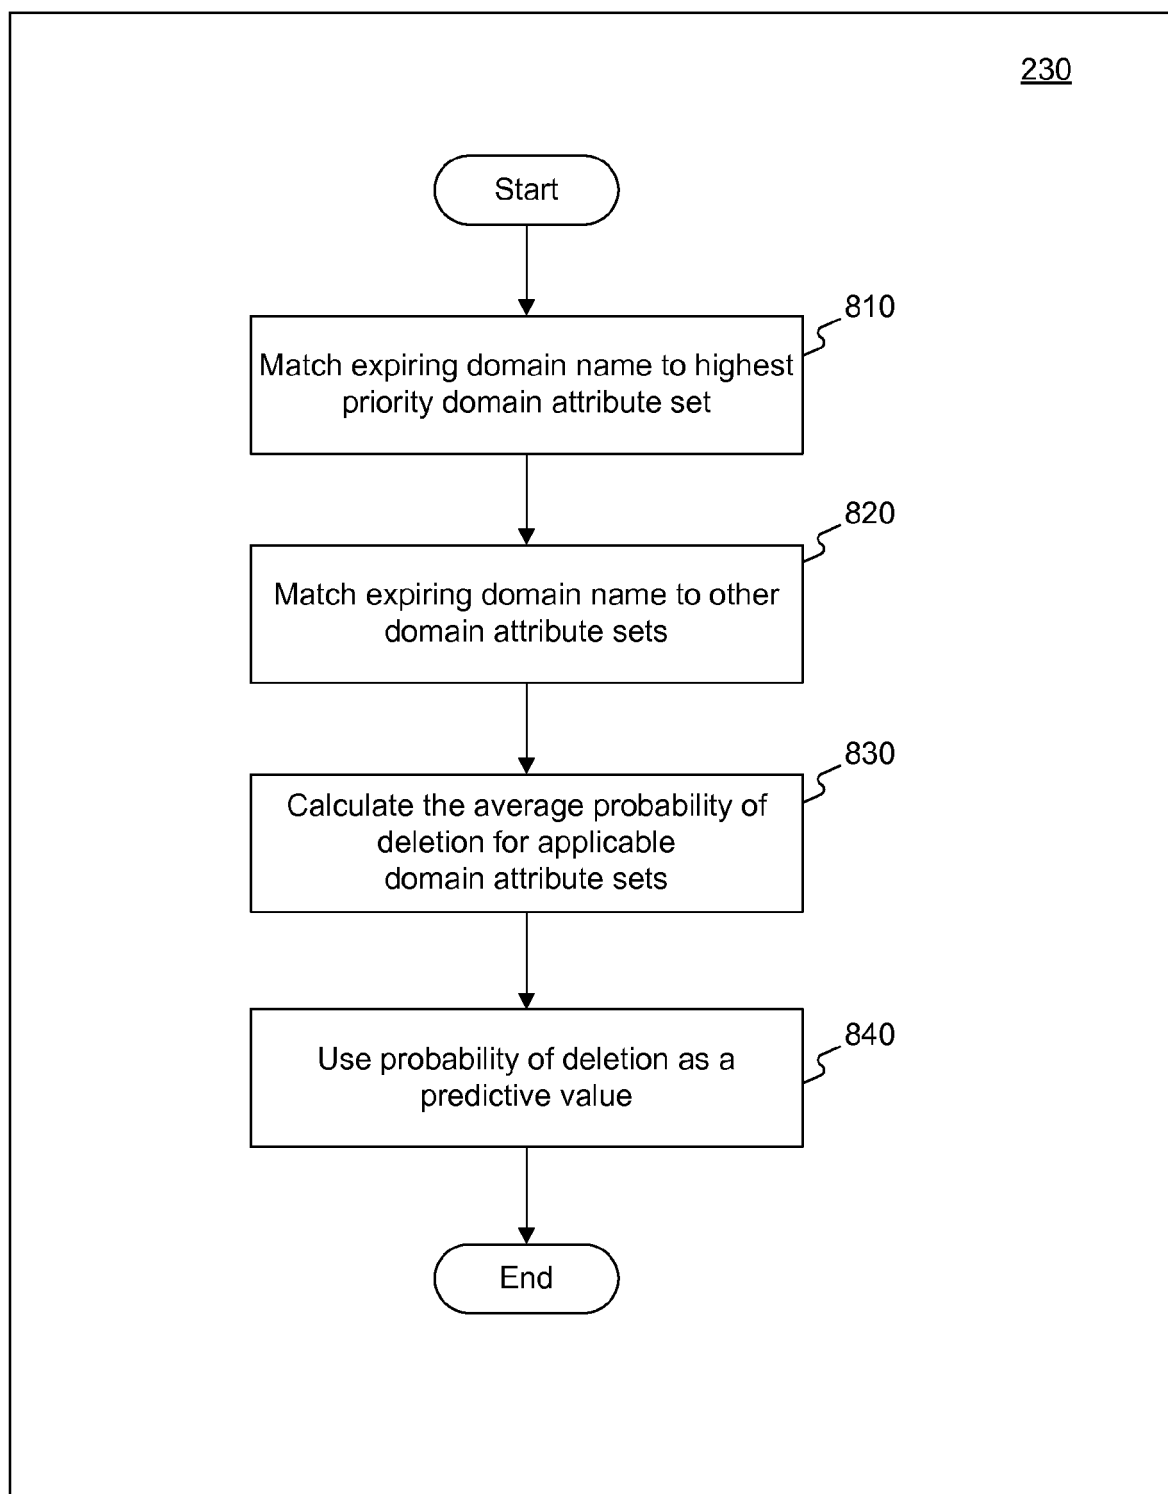 230
Start
810
Match expiring domain name to highest
priority domain attribute set
820
Match expiring domain name to other
domain attribute sets
830
Calculate the average probability of
deletion for applicable
domain attribute sets
840
Use probability of deletion as a
predictive value
End